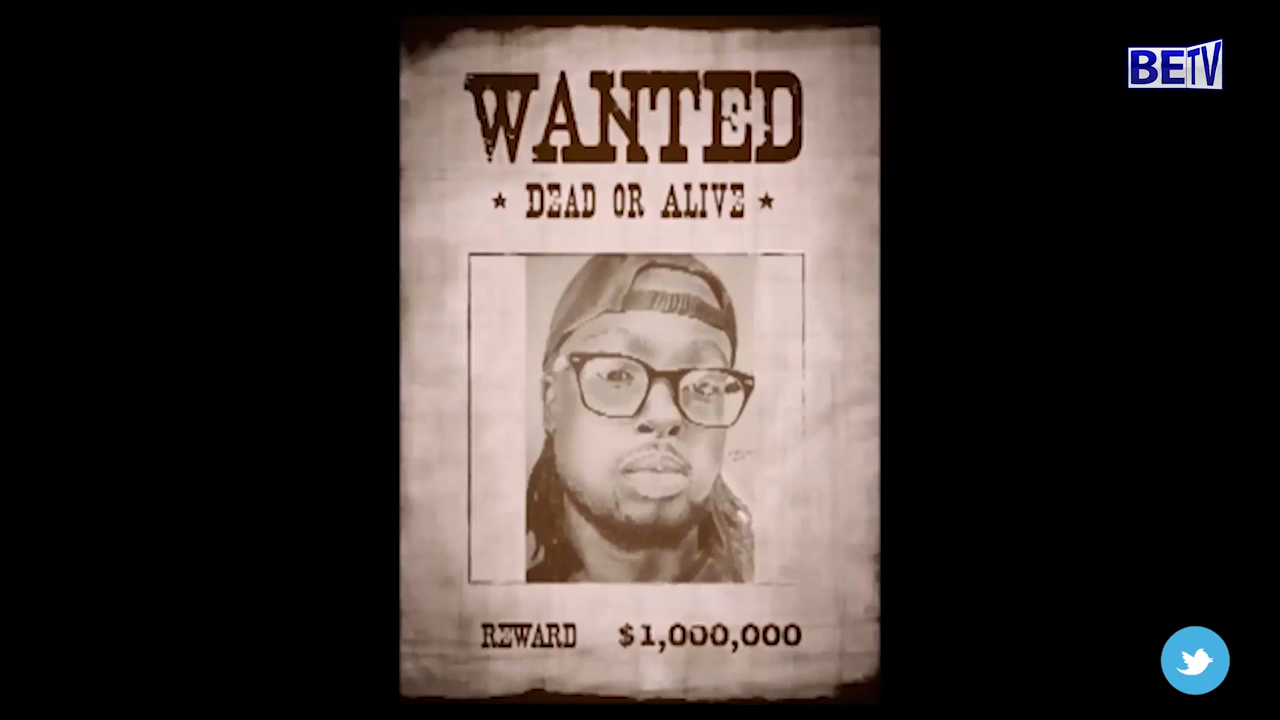 BETV
WANTED
★ DEAD OR ALIVE ★
REWARD $1,000,000